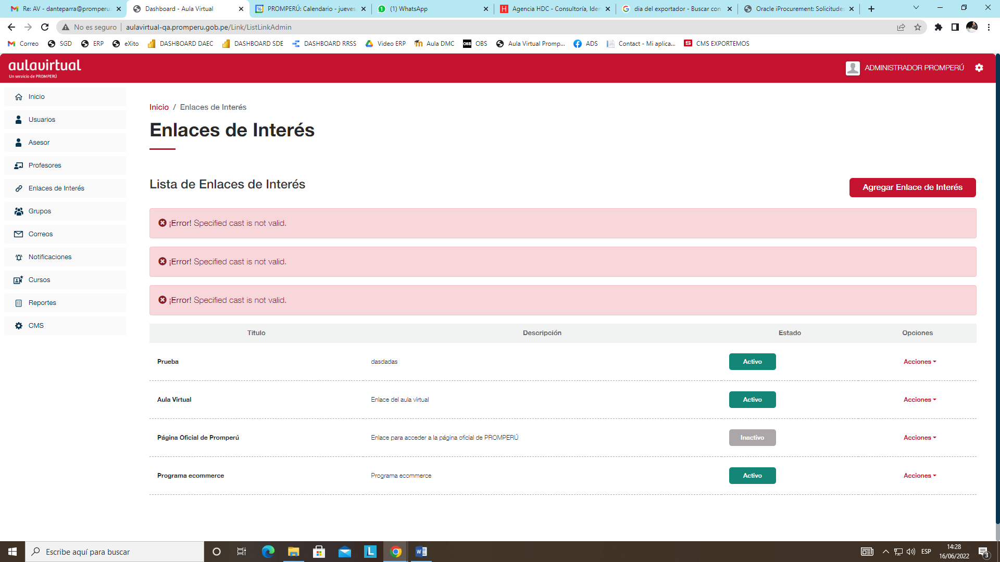 Re: AV - danteparra@promperu.
Dashboard - Aula Virtual
PROMPERÚ: Calendario - jueves,
(1) WhatsApp
Agencia HDC - Consultoría, Iden
dia del exportador - Buscar con
Oracle iProcurement: Solicitudes
No es seguro
aulavirtual-qa.promperu.gob.pe/Link/ListLinkAdmin
Correo
SGD
ERP
eXito
DASHBOARD DAEC
DASHBOARD SDE
DASHBOARD RRSS
Video ERP
Aula DMC
OBS
Aula Virtual Promp...
ADS
Contact - Mi aplica...
CMS EXPORTEMOS
aulavirtual
Un servicio de PROMPERÚ
ADMINISTRADOR PROMPERÚ
Inicio
Usuarios
Asesor
Profesores
Enlaces de Interés
Grupos
Correos
Notificaciones
Cursos
Reportes
CMS
Inicio / Enlaces de Interés
Enlaces de Interés
Lista de Enlaces de Interés
Agregar Enlace de Interés
¡Error! Specified cast is not valid.
¡Error! Specified cast is not valid.
¡Error! Specified cast is not valid.
Título Descripción Estado Opciones
Prueba dasdadas Activo Acciones
Aula Virtual Enlace del aula virtual Activo Acciones
Página Oficial de Promperú Enlace para acceder a la página oficial de PROMPERÚ Inactivo Acciones
Programa ecommerce Programa ecommerce Activo Acciones
Escribe aquí para buscar
ESP
14:28
16/06/2022
3